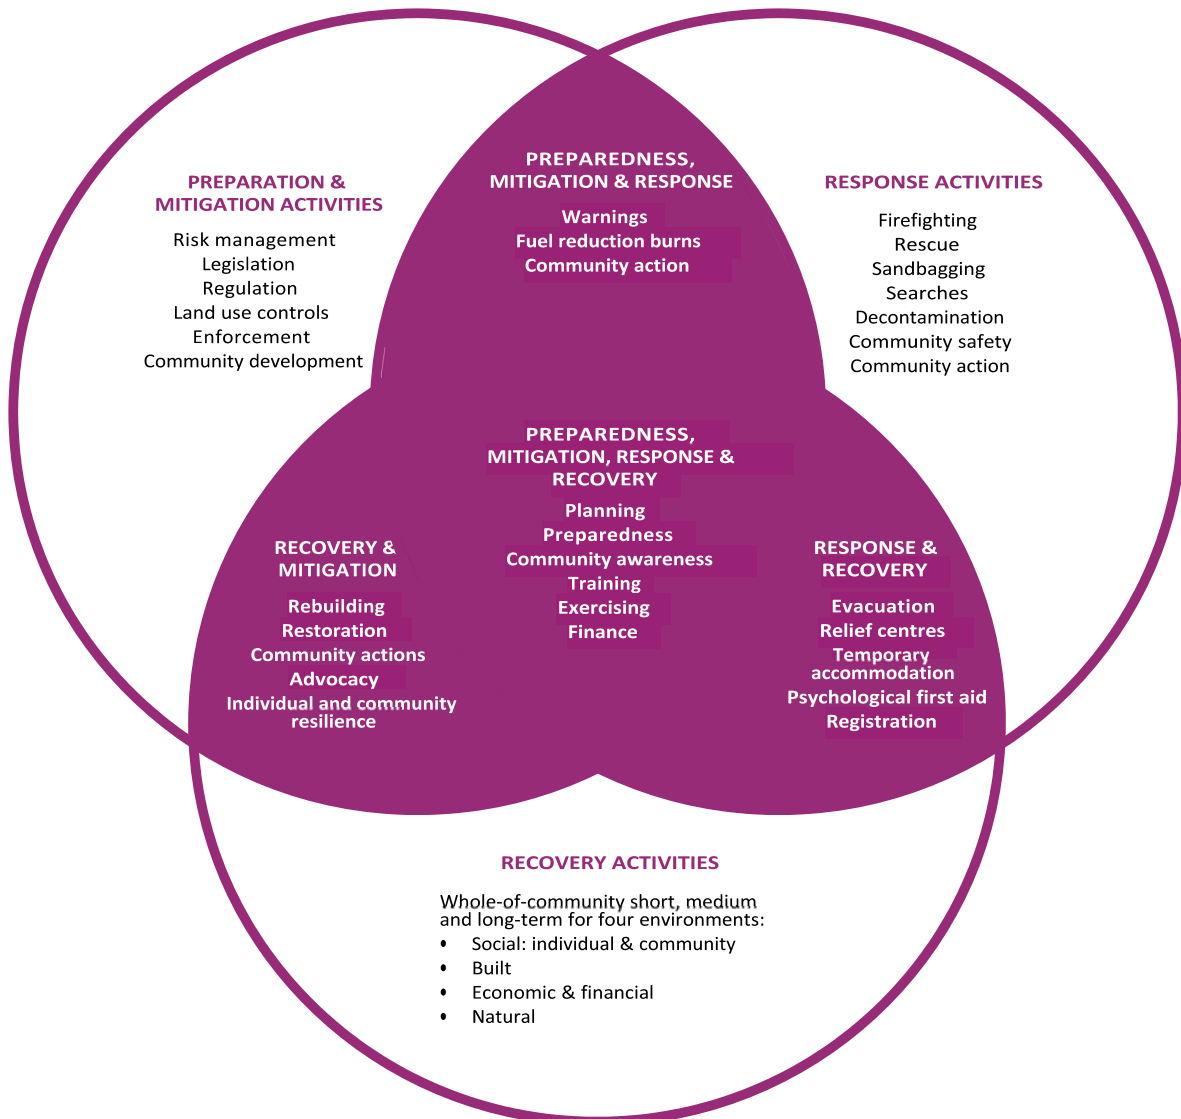 PREPARATION &
MITIGATION ACTIVITIES
Risk management
Legislation
Regulation
Land use controls
Enforcement
Community development
PREPAREDNESS,
MITIGATION & RESPONSE
Warnings
Fuel reduction burns
Community action
RESPONSE ACTIVITIES
Firefighting
Rescue
Sandbagging
Searches
Decontamination
Community safety
Community action
PREPAREDNESS,
MITIGATION, RESPONSE &
RECOVERY
Planning
Preparedness
Community awareness
Training
Exercising
Finance
RECOVERY &
MITIGATION
Rebuilding
Restoration
Community actions
Advocacy
Individual and community
resilience
RESPONSE &
RECOVERY
Evacuation
Relief centres
Temporary
accommodation
Psychological first aid
Registration
RECOVERY ACTIVITIES
Whole-of-community short, medium
and long-term for four environments:
• Social: individual & community
• Built
• Economic & financial
• Natural